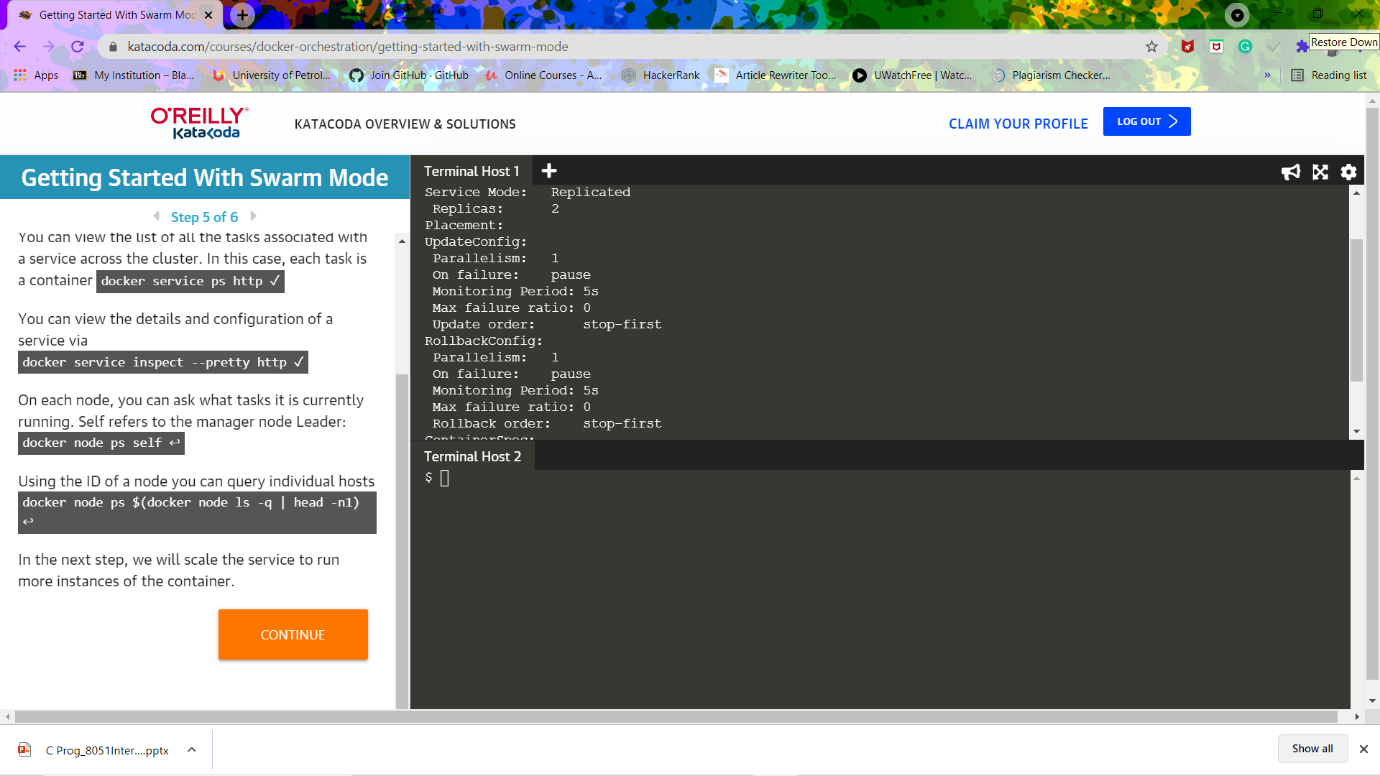 Getting Started With Swarm Mod
Restore Down
katacoda.com/courses/docker-orchestration/getting-started-with-swarm-mode
Apps
Bb
My Institution – Bla...
University of Petrol...
Join GitHub · GitHub
Online Courses - A...
HackerRank
Article Rewriter Too...
UWatchFree | Watc...
Plagiarism Checker...
»
Reading list
O'REILLY®
Katacoda
KATACODA OVERVIEW & SOLUTIONS
CLAIM YOUR PROFILE
LOG OUT
Getting Started With Swarm Mode
Step 5 of 6
You can view the list of all the tasks associated with
a service across the cluster. In this case, each task is
a container docker service ps http ✓
You can view the details and configuration of a
service via
docker service inspect --pretty http ✓
On each node, you can ask what tasks it is currently
running. Self refers to the manager node Leader:
docker node ps self ↩
Using the ID of a node you can query individual hosts
docker node ps $(docker node ls -q | head -n1)
↩
In the next step, we will scale the service to run
more instances of the container.
CONTINUE
Terminal Host 1
Service Mode: Replicated
Replicas: 2
Placement:
UpdateConfig:
Parallelism: 1
On failure: pause
Monitoring Period: 5s
Max failure ratio: 0
Update order: stop-first
RollbackConfig:
Parallelism: 1
On failure: pause
Monitoring Period: 5s
Max failure ratio: 0
Rollback order: stop-first
ContainerSpec:
Terminal Host 2
$
C Prog_8051Inter....pptx
Show all